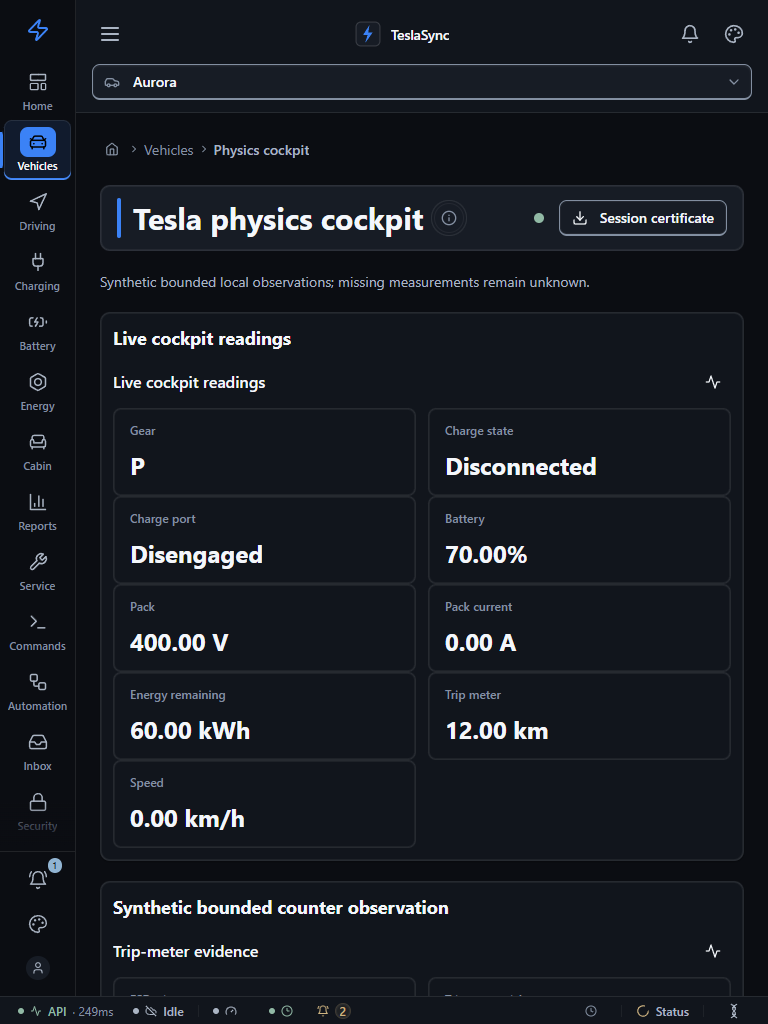 TeslaSync
Aurora
Home
Vehicles
Driving
Charging
Battery
Energy
Cabin
Reports
Service
Commands
Automation
Inbox
Security
1
Vehicles
Physics cockpit
Tesla physics cockpit
Session certificate
Synthetic bounded local observations; missing measurements remain unknown.
Live cockpit readings
Live cockpit readings
Gear
P
Charge state
Disconnected
Charge port
Disengaged
Battery
70.00%
Pack
400.00 V
Pack current
0.00 A
Energy remaining
60.00 kWh
Trip meter
12.00 km
Speed
0.00 km/h
Synthetic bounded counter observation
Trip-meter evidence
API · 249ms
Idle
2
Status